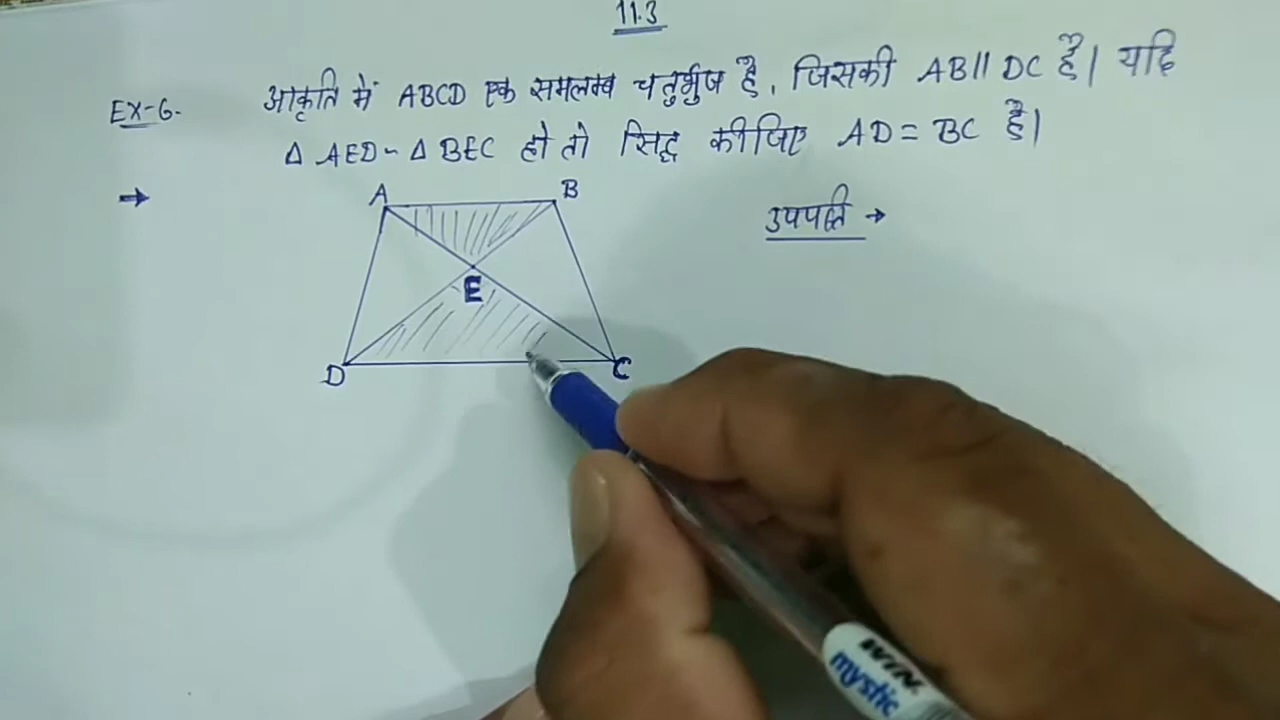 11.3
EX-6. आकृति में ABCD एक समलम्ब चतुर्भुज है, जिसकी AB॥ DC है। यदि
Δ AED ~ Δ BEC हो तो सिद्ध कीजिए AD = BC है।
→
उपपति →
A
B
E
D
C
WIN
mystic